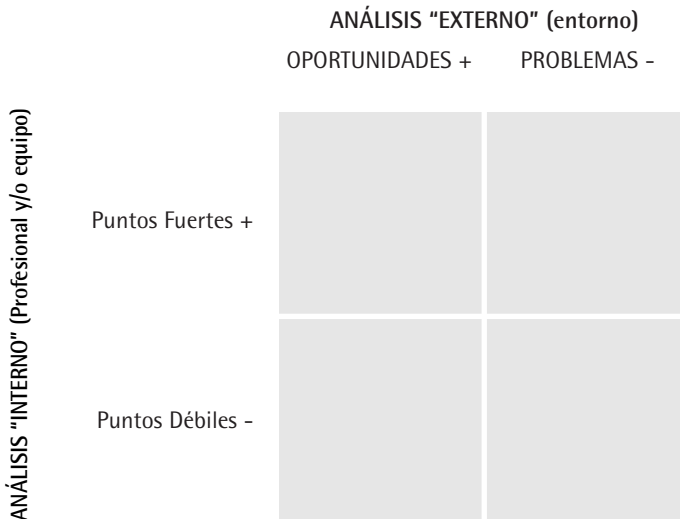 ANÁLISIS “EXTERNO” (entorno)
OPORTUNIDADES + PROBLEMAS -
ANÁLISIS “INTERNO” (Profesional y/o equipo)
Puntos Fuertes +
Puntos Débiles -